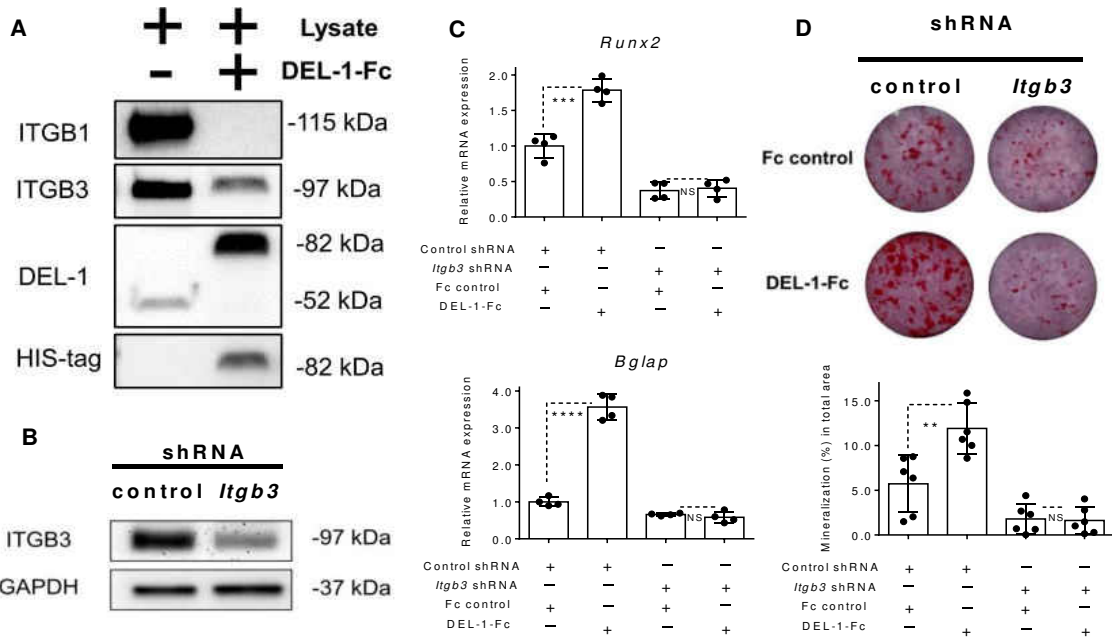 A
+ + Lysate
- + DEL-1-Fc
ITGB1 -115 kDa
ITGB3 -97 kDa
DEL-1 -82 kDa
-52 kDa
HIS-tag -82 kDa
B
shRNA
control Itgb3
ITGB3 -97 kDa
GAPDH -37 kDa
C
Runx2
Relative mRNA expression
2.0
1.5
1.0
0.5
0.0
***
NS
Control shRNA + + − −
Itgb3 shRNA − − + +
Fc control + − + −
DEL-1-Fc − + − +
Bglap
Relative mRNA expression
4.0
3.0
2.0
1.0
0.0
****
NS
Control shRNA + + − −
Itgb3 shRNA − − + +
Fc control + − + −
DEL-1-Fc − + − +
D
shRNA
control Itgb3
Fc control
DEL-1-Fc
Mineralization (%) in total area
15.0
10.0
5.0
0.0
**
NS
Control shRNA + + − −
Itgb3 shRNA − − + +
Fc control + − + −
DEL-1-Fc − + − +